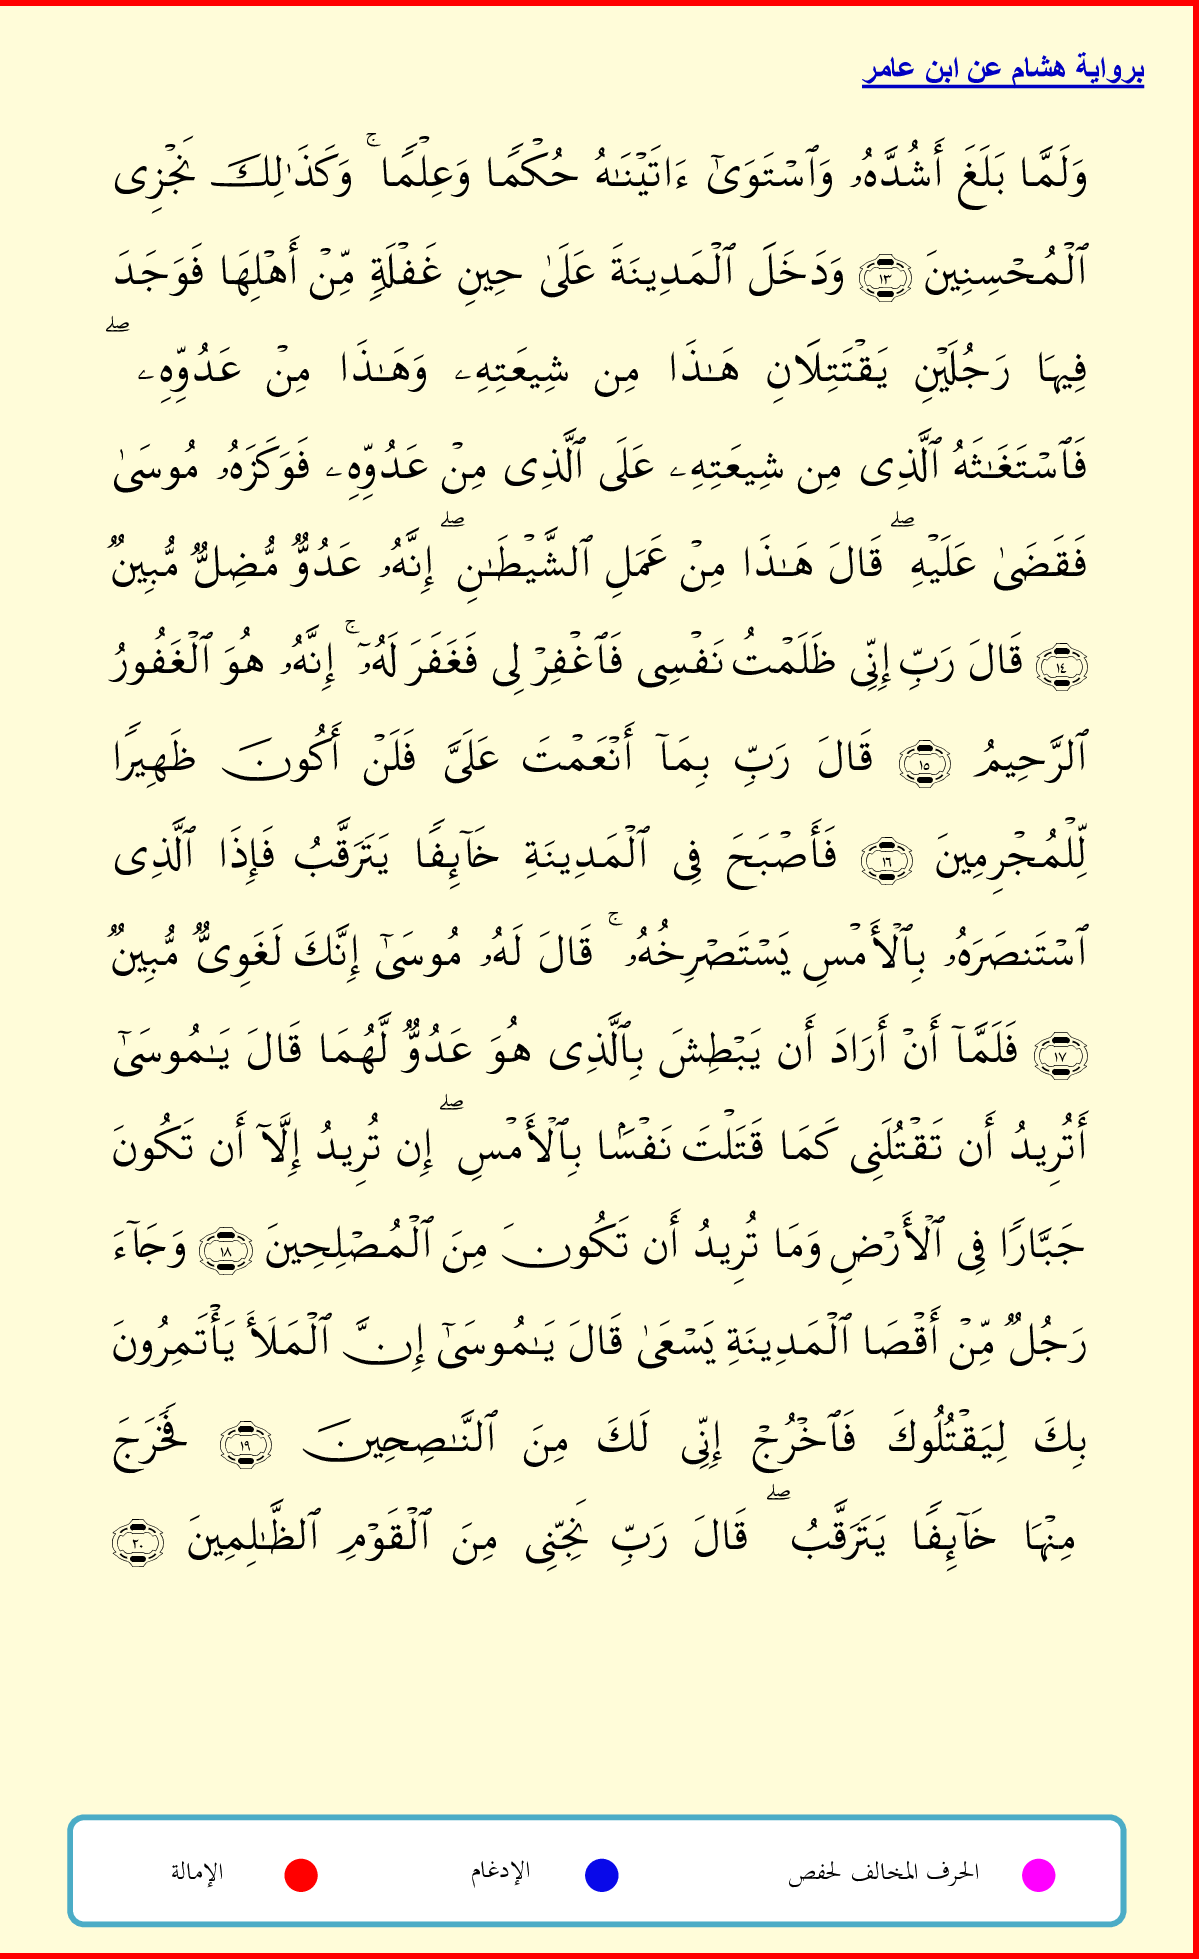 برواية هشام عن ابن عامر
وَلَمَّا بَلَغَ أَشُدَّهُۥ وَٱسۡتَوَىٰٓ ءَاتَيۡنَـٰهُ حُكۡمًا وَعِلۡمًاۚ وَكَذَٰلِكَ نَجۡزِى
ٱلۡمُحۡسِنِينَ ١٣ وَدَخَلَ ٱلۡمَدِينَةَ عَلَىٰ حِينِ غَفۡلَةٍ مِّنۡ أَهۡلِهَا فَوَجَدَ
فِيهَا رَجُلَيۡنِ يَقۡتَتِلَانِ هَـٰذَا مِن شِيعَتِهِۦ وَهَـٰذَا مِنۡ عَدُوِّهِۦۖ
فَٱسۡتَغَـٰثَهُ ٱلَّذِى مِن شِيعَتِهِۦ عَلَى ٱلَّذِى مِنۡ عَدُوِّهِۦ فَوَكَزَهُۥ مُوسَىٰ
فَقَضَىٰ عَلَيۡهِۖ قَالَ هَـٰذَا مِنۡ عَمَلِ ٱلشَّيۡطَـٰنِۖ إِنَّهُۥ عَدُوٌّ مُّضِلٌّ مُّبِينٌ
١٤ قَالَ رَبِّ إِنِّى ظَلَمۡتُ نَفۡسِى فَٱغۡفِرۡ لِى فَغَفَرَ لَهُۥٓۚ إِنَّهُۥ هُوَ ٱلۡغَفُورُ
ٱلرَّحِيمُ ١٥ قَالَ رَبِّ بِمَآ أَنۡعَمۡتَ عَلَىَّ فَلَنۡ أَكُونَ ظَهِيرًا
لِّلۡمُجۡرِمِينَ ١٦ فَأَصۡبَحَ فِى ٱلۡمَدِينَةِ خَآئِفًا يَتَرَقَّبُ فَإِذَا ٱلَّذِى
ٱسۡتَنصَرَهُۥ بِٱلۡأَمۡسِ يَسۡتَصۡرِخُهُۥۚ قَالَ لَهُۥ مُوسَىٰٓ إِنَّكَ لَغَوِىٌّ مُّبِينٌ
١٧ فَلَمَّآ أَنۡ أَرَادَ أَن يَبۡطِشَ بِٱلَّذِى هُوَ عَدُوٌّ لَّهُمَا قَالَ يَـٰمُوسَىٰٓ
أَتُرِيدُ أَن تَقۡتُلَنِى كَمَا قَتَلۡتَ نَفۡسَۢا بِٱلۡأَمۡسِۖ إِن تُرِيدُ إِلَّآ أَن تَكُونَ
جَبَّارًا فِى ٱلۡأَرۡضِ وَمَا تُرِيدُ أَن تَكُونَ مِنَ ٱلۡمُصۡلِحِينَ ١٨ وَجَآءَ
رَجُلٌ مِّنۡ أَقۡصَا ٱلۡمَدِينَةِ يَسۡعَىٰ قَالَ يَـٰمُوسَىٰٓ إِنَّ ٱلۡمَلَأَ يَأۡتَمِرُونَ
بِكَ لِيَقۡتُلُوكَ فَٱخۡرُجۡ إِنِّى لَكَ مِنَ ٱلنَّـٰصِحِينَ ١٩ فَخَرَجَ
مِنۡهَا خَآئِفًا يَتَرَقَّبُۖ قَالَ رَبِّ نَجِّنِى مِنَ ٱلۡقَوۡمِ ٱلظَّـٰلِمِينَ ٢٠
الحرف المخالف لحفص الإدغام الإمالة